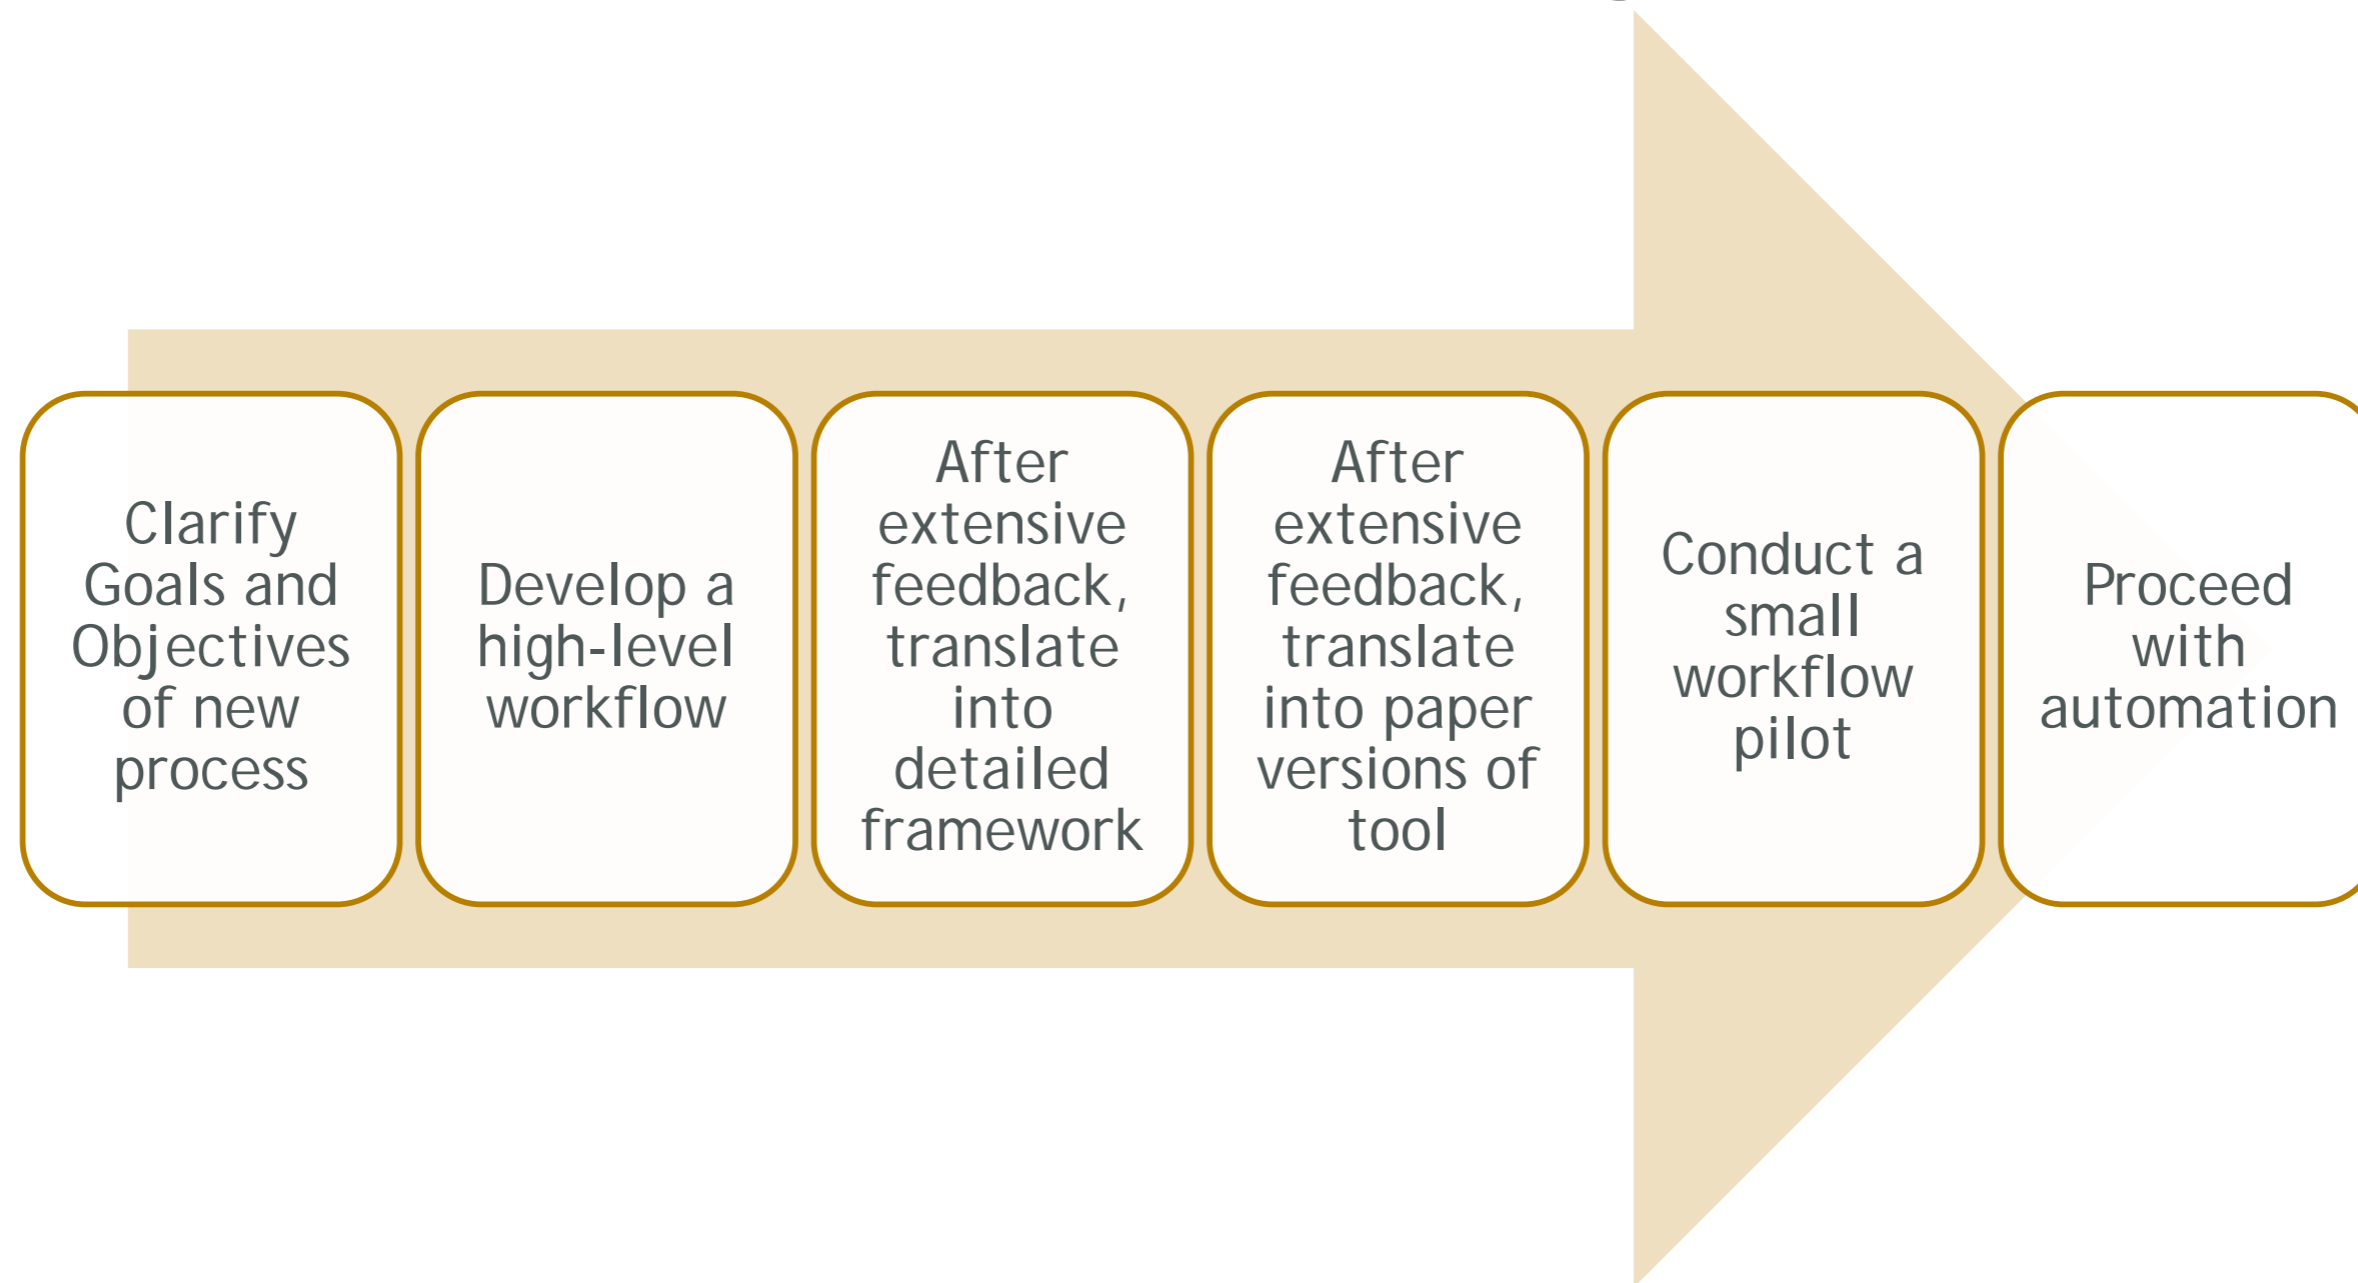 Clarify
Goals and
Objectives
of new
process
Develop a
high-level
workflow
After
extensive
feedback,
translate
into
detailed
framework
After
extensive
feedback,
translate
into paper
versions of
tool
Conduct a
small
workflow
pilot
Proceed
with
automation